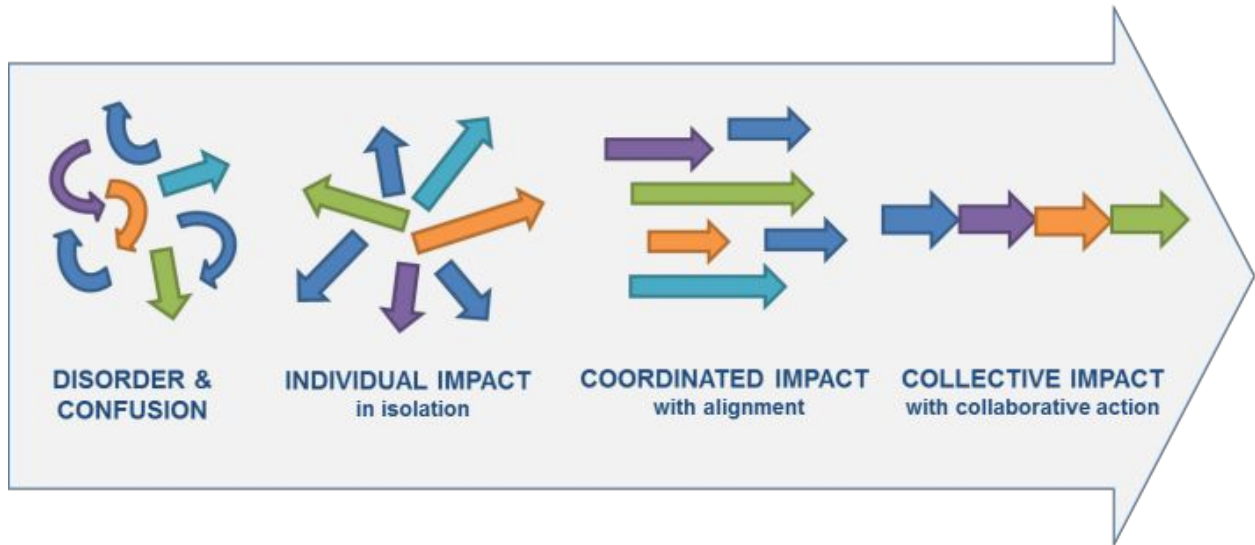 DISORDER &
CONFUSION
INDIVIDUAL IMPACT
in isolation
COORDINATED IMPACT
with alignment
COLLECTIVE IMPACT
with collaborative action